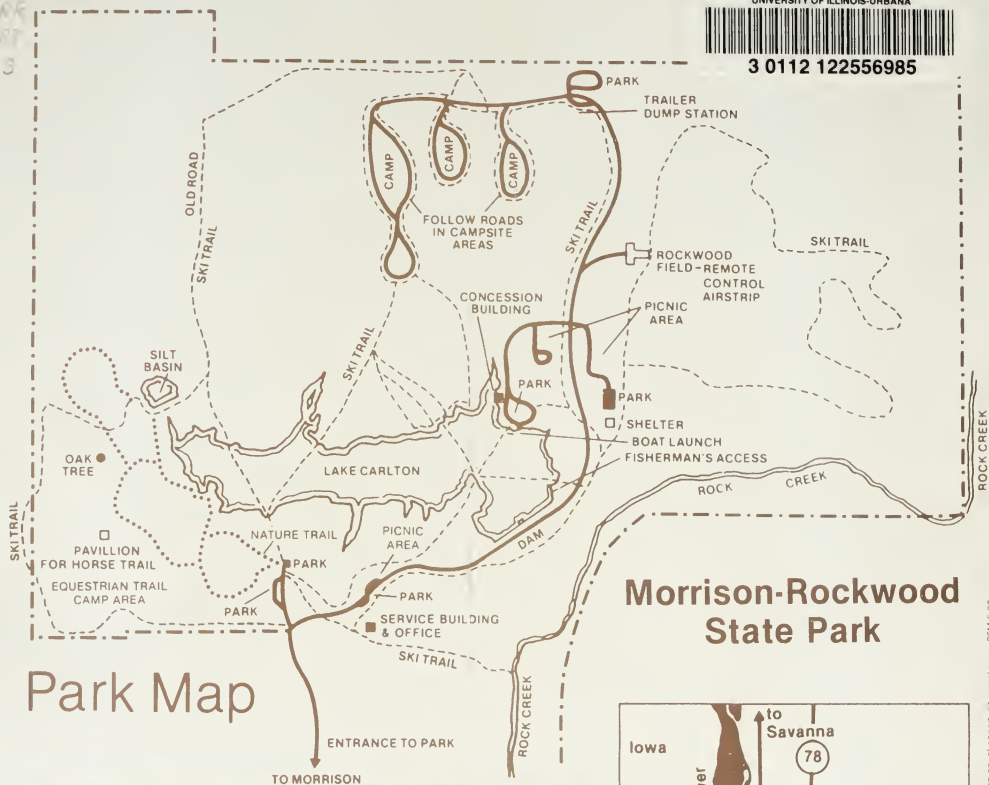 UNIVERSITY OF ILLINOIS-URBANA
3 0112 122556985
PARK
TRAILER
DUMP STATION
CAMP
CAMP
CAMP
OLD ROAD
SKI TRAIL
FOLLOW ROADS
IN CAMPSITE
AREAS
SKI TRAIL
SKI TRAIL
ROCKWOOD
FIELD-REMOTE
CONTROL
AIRSTRIP
CONCESSION
BUILDING
PICNIC
AREA
SKI TRAIL
SILT
BASIN
PARK
PARK
SHELTER
BOAT LAUNCH
FISHERMAN'S ACCESS
OAK
TREE
LAKE CARLTON
ROCK CREEK
ROCK CREEK
SKI TRAIL
NATURE TRAIL
PICNIC
AREA
DAM
PAVILLION
FOR HORSE TRAIL
EQUESTRIAN TRAIL
CAMP AREA
PARK
PARK
PARK
SERVICE BUILDING
& OFFICE
SKI TRAIL
Morrison-Rockwood
State Park
Park Map
ROCK CREEK
ENTRANCE TO PARK
TO MORRISON
Iowa
to
Savanna
78